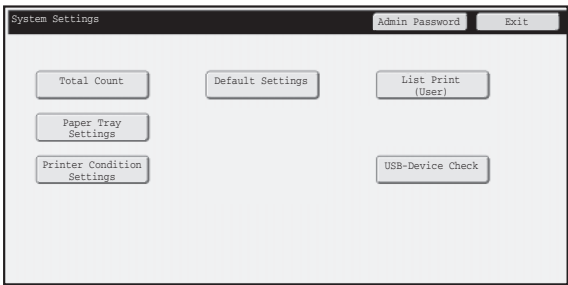 System Settings
Admin Password
Exit
Total Count
Default Settings
List Print
(User)
Paper Tray
Settings
Printer Condition
Settings
USB-Device Check